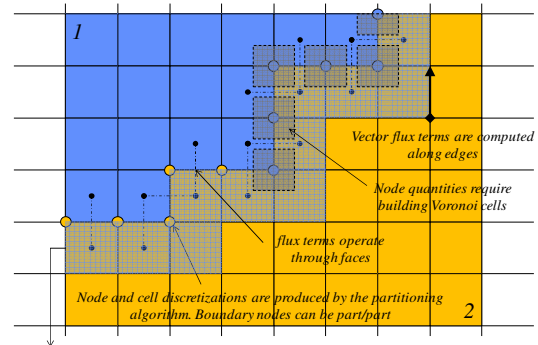 1
Vector flux terms are computed
along edges
Node quantities require
building Voronoi cells
flux terms operate
through faces
Node and cell discretizations are produced by the partitioning
algorithm. Boundary nodes can be part/part
2